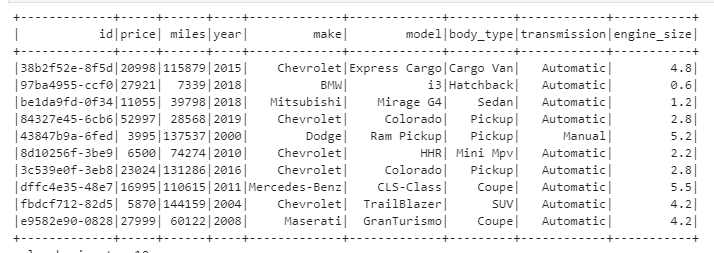 +-------------+-----+------+----+-------------+-------------+---------+------------+-----------+
|           id|price| miles|year|         make|        model|body_type|transmission|engine_size|
+-------------+-----+------+----+-------------+-------------+---------+------------+-----------+
|38b2f52e-8f5d|20998|115879|2015|    Chevrolet|Express Cargo|Cargo Van|   Automatic|        4.8|
|97ba4955-ccf0|27921|  7339|2018|          BMW|           i3|Hatchback|   Automatic|        0.6|
|be1da9fd-0f34|11055| 39798|2018|   Mitsubishi|    Mirage G4|    Sedan|   Automatic|        1.2|
|84327e45-6cb6|52997| 28568|2019|    Chevrolet|     Colorado|   Pickup|   Automatic|        2.8|
|43847b9a-6fed| 3995|137537|2000|        Dodge|   Ram Pickup|   Pickup|      Manual|        5.2|
|8d10256f-3be9| 6500| 74274|2010|    Chevrolet|          HHR| Mini Mpv|   Automatic|        2.2|
|3c539e0f-3eb8|23024|131286|2016|    Chevrolet|     Colorado|   Pickup|   Automatic|        2.8|
|dffc4e35-48e7|16995|110615|2011|Mercedes-Benz|    CLS-Class|    Coupe|   Automatic|        5.5|
|fbdcf712-82d5| 5870|144159|2004|    Chevrolet|  TrailBlazer|      SUV|   Automatic|        4.2|
|e9582e90-0828|27999| 60122|2008|     Maserati|  GranTurismo|    Coupe|   Automatic|        4.2|
+-------------+-----+------+----+-------------+-------------+---------+------------+-----------+